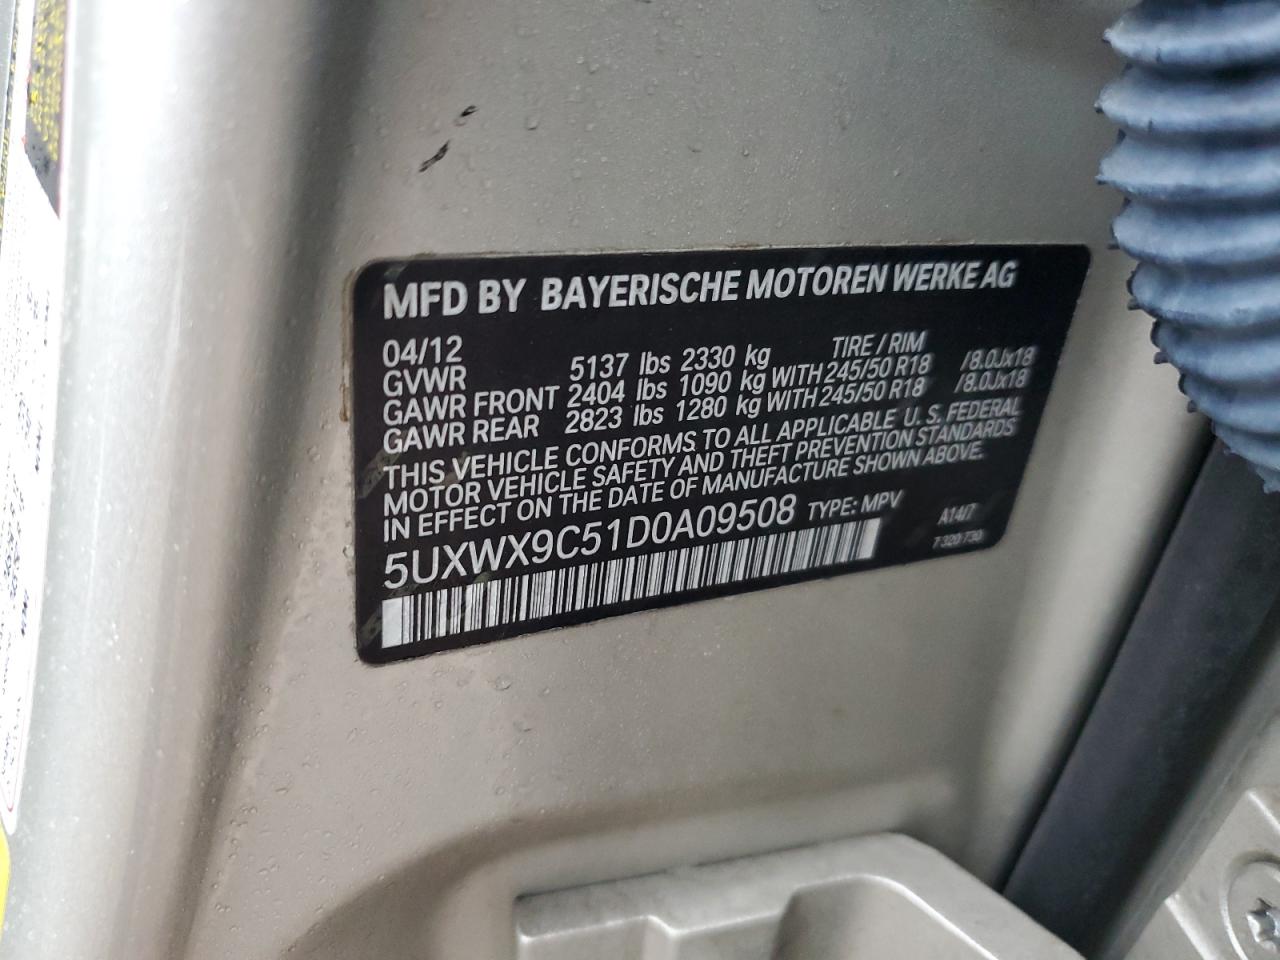 MFD BY BAYERISCHE MOTOREN WERKE AG
04/12 TIRE / RIM
GVWR 5137 lbs 2330 kg
GAWR FRONT 2404 lbs 1090 kg WITH 245/50 R18 /8.0Jx18
GAWR REAR 2823 lbs 1280 kg WITH 245/50 R18 /8.0Jx18
THIS VEHICLE CONFORMS TO ALL APPLICABLE U.S. FEDERAL
MOTOR VEHICLE SAFETY AND THEFT PREVENTION STANDARDS
IN EFFECT ON THE DATE OF MANUFACTURE SHOWN ABOVE.
5UXWX9C51D0A09508 TYPE: MPV A14/7
7 320 730